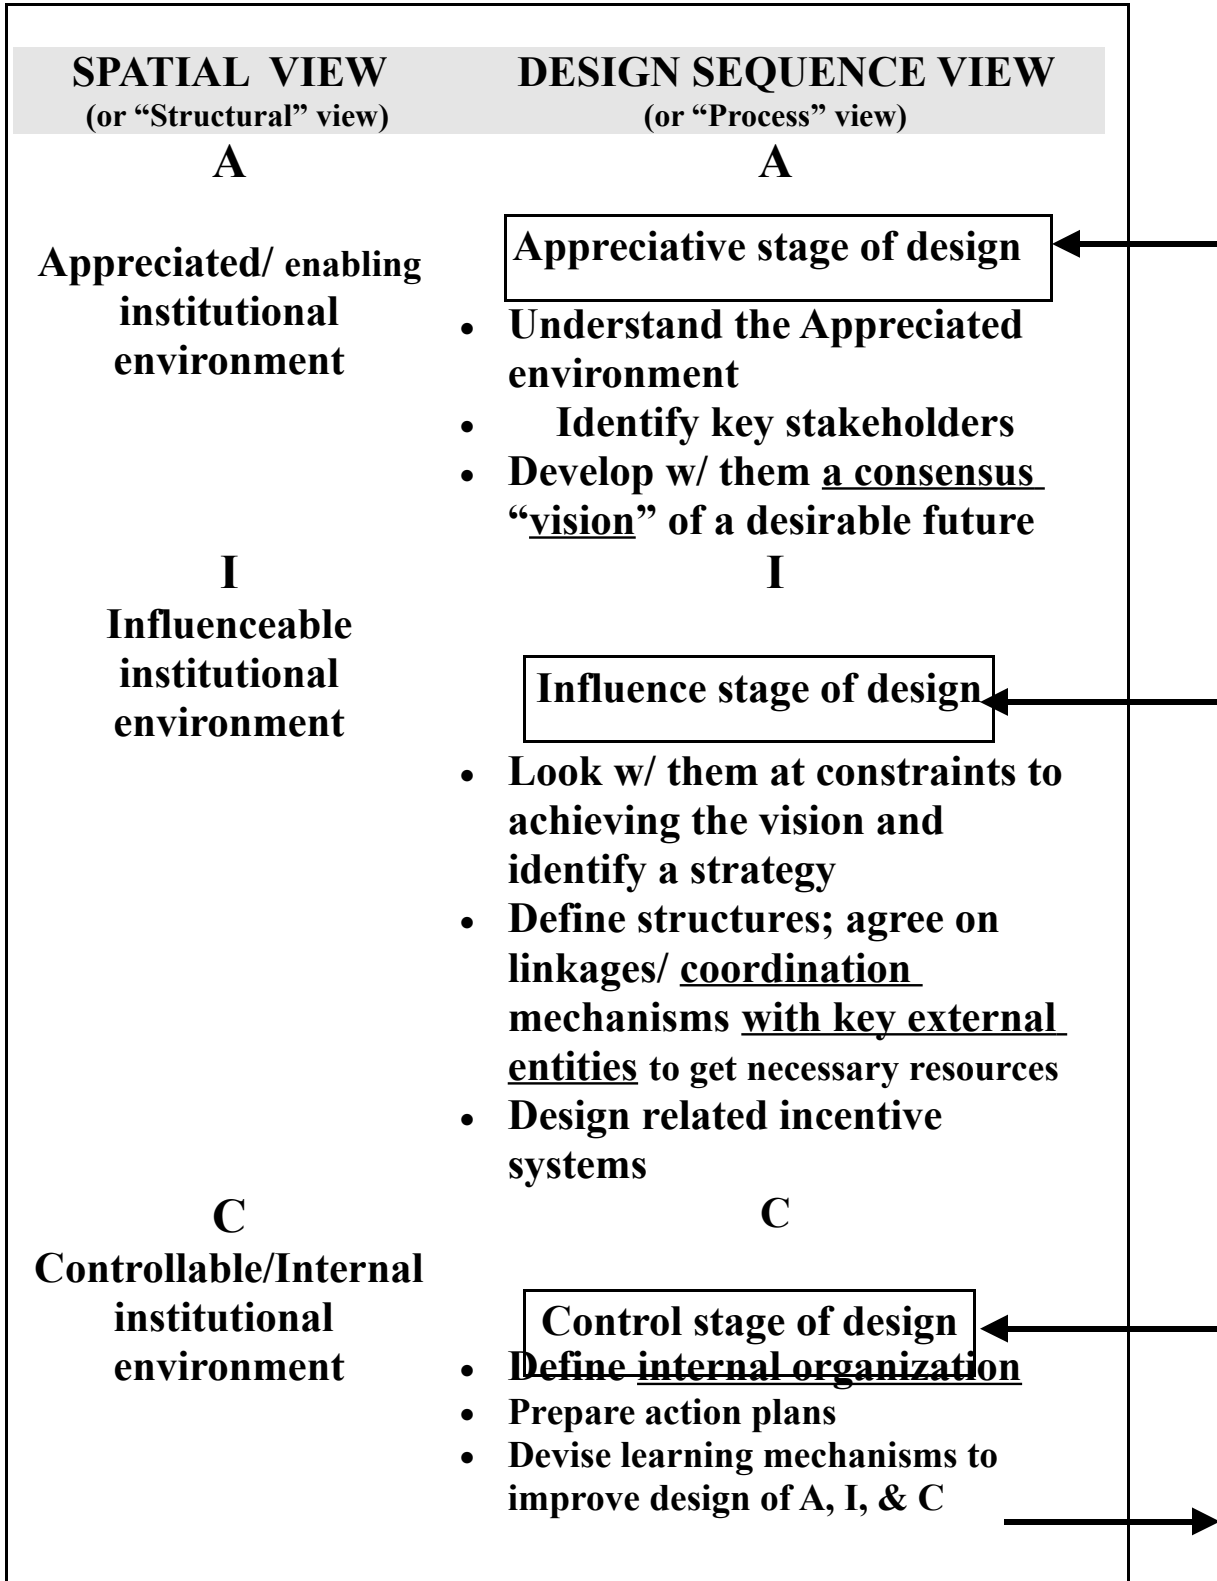 SPATIAL VIEW
(or “Structural” view)
A
Appreciated/ enabling
institutional
environment
I
Influenceable
institutional
environment
C
Controllable/Internal
institutional
environment
DESIGN SEQUENCE VIEW
(or “Process” view)
A
Appreciative stage of design
• Understand the Appreciated
environment
• Identify key stakeholders
• Develop w/ them a consensus
“vision” of a desirable future
I
Influence stage of design
• Look w/ them at constraints to
achieving the vision and
identify a strategy
• Define structures; agree on
linkages/ coordination
mechanisms with key external
entities to get necessary resources
• Design related incentive
systems
C
Control stage of design
• Define internal organization
• Prepare action plans
• Devise learning mechanisms to
improve design of A, I, & C